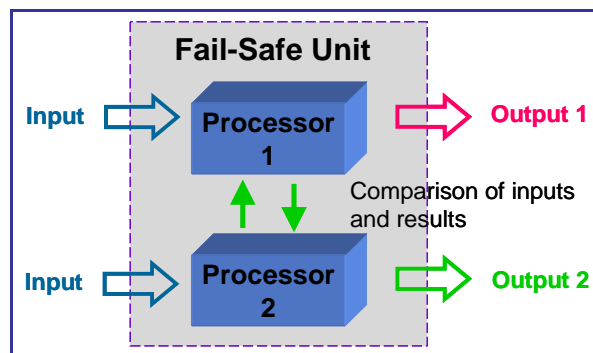 Fail-Safe Unit
Input
Processor
1
Output 1
Comparison of inputs
and results
Input
Processor
2
Output 2